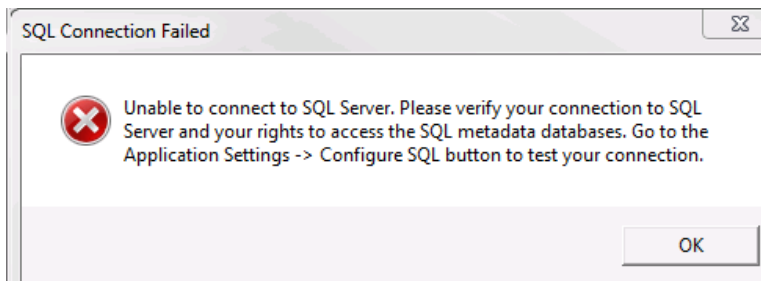 SQL Connection Failed
Unable to connect to SQL Server. Please verify your connection to SQL
Server and your rights to access the SQL metadata databases. Go to the
Application Settings -> Configure SQL button to test your connection.
OK